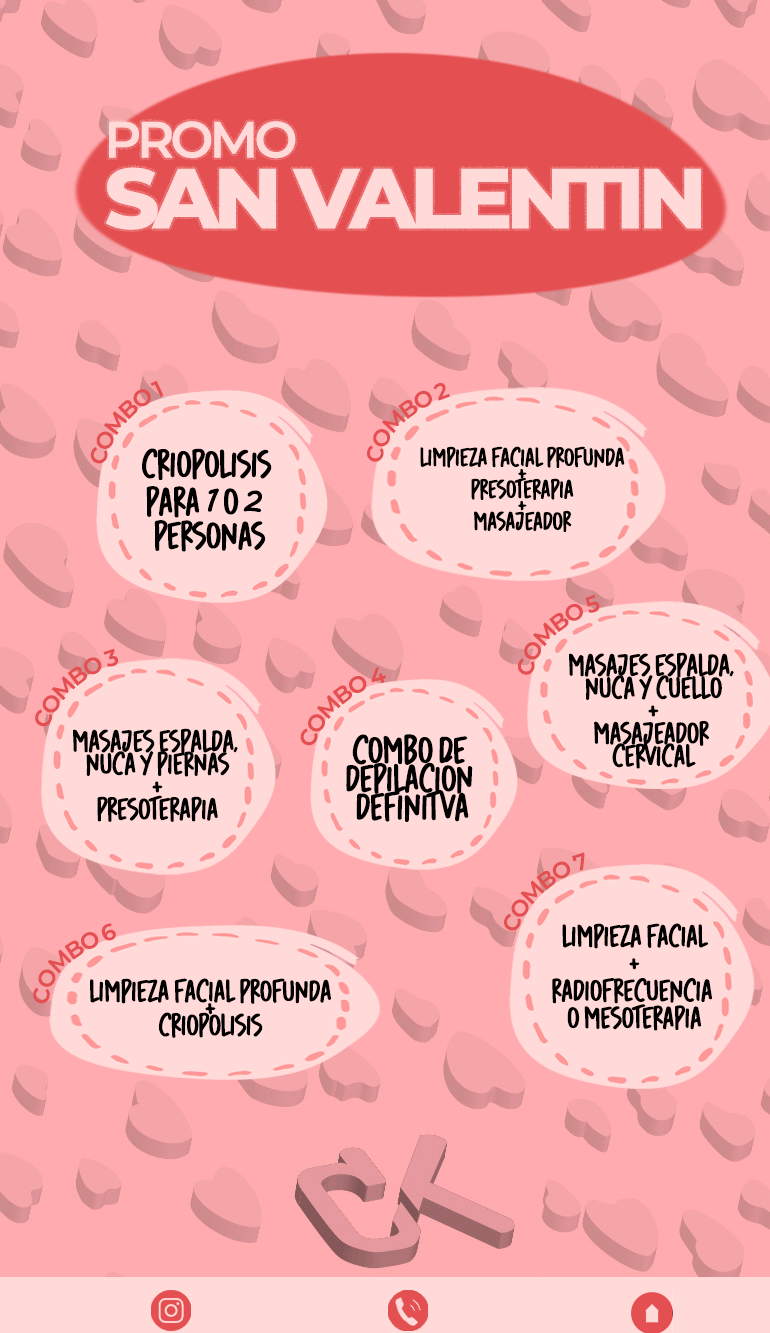 PROMO
SAN VALENTIN
COMBO 1
CRIOPOLISIS
PARA 1 O 2
PERSONAS
COMBO 2
LIMPIEZA FACIAL PROFUNDA
+
PRESOTERAPIA
+
MASAJEADOR
COMBO 3
MASAJES ESPALDA,
NUCA Y PIERNAS
+
PRESOTERAPIA
COMBO 4
COMBO DE
DEPILACION
DEFINITVA
COMBO 5
MASAJES ESPALDA,
NUCA Y CUELLO
+
MASAJEADOR
CERVICAL
COMBO 6
LIMPIEZA FACIAL PROFUNDA
+
CRIOPOLISIS
COMBO 7
LIMPIEZA FACIAL
+
RADIOFRECUENCIA
O MESOTERAPIA
CK